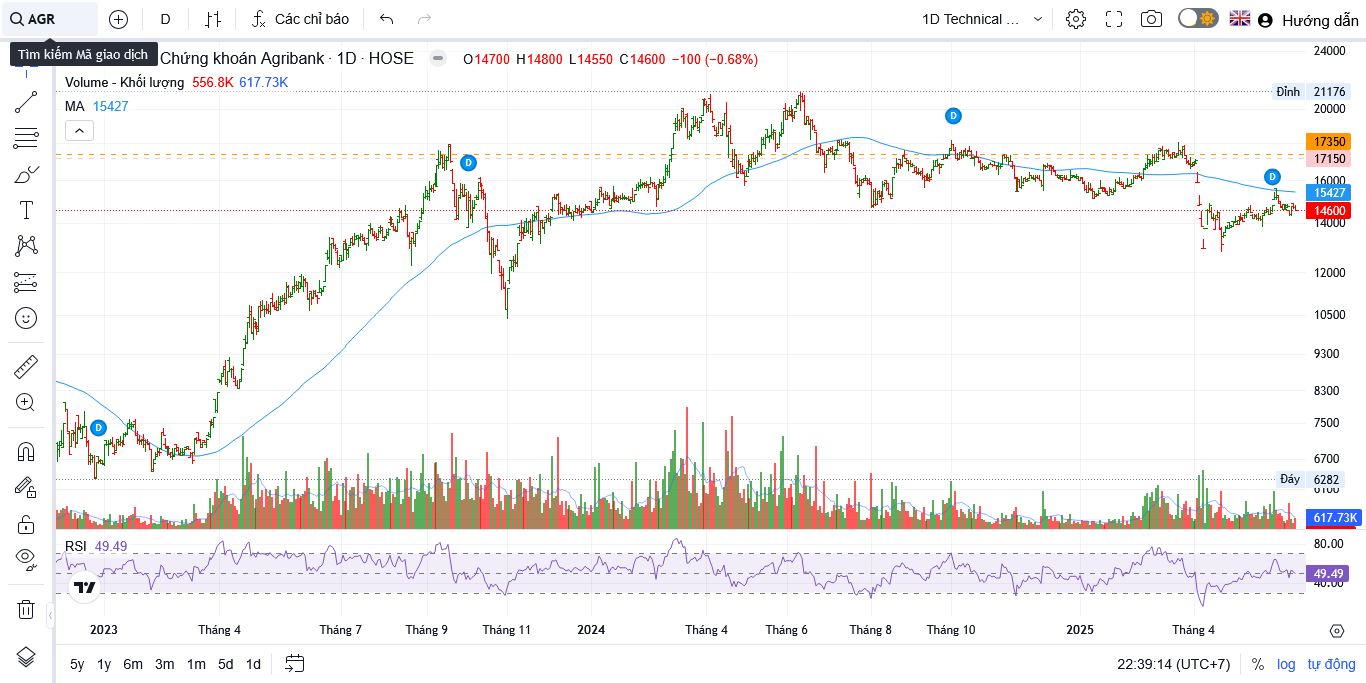 AGR
D
Các chỉ báo
1D Technical ...
Hướng dẫn
Tìm kiếm Mã giao dịch
Chứng khoán Agribank · 1D · HOSE
O14700 H14800 L14550 C14600 −100 (−0.68%)
Volume - Khối lượng 556.8K 617.73K
MA 15427
24000
Đỉnh 21176
20000
17350
17150
16000
15427
14600
14000
12000
10500
9300
8300
7500
6700
Đáy 6282
6100
617.73K
D
D
D
D
RSI 49.49
80.00
49.49
40.00
2023 Tháng 4 Tháng 7 Tháng 9 Tháng 11 2024 Tháng 4 Tháng 6 Tháng 8 Tháng 10 2025 Tháng 4
5y 1y 6m 3m 1m 5d 1d
22:39:14 (UTC+7) % log tự động